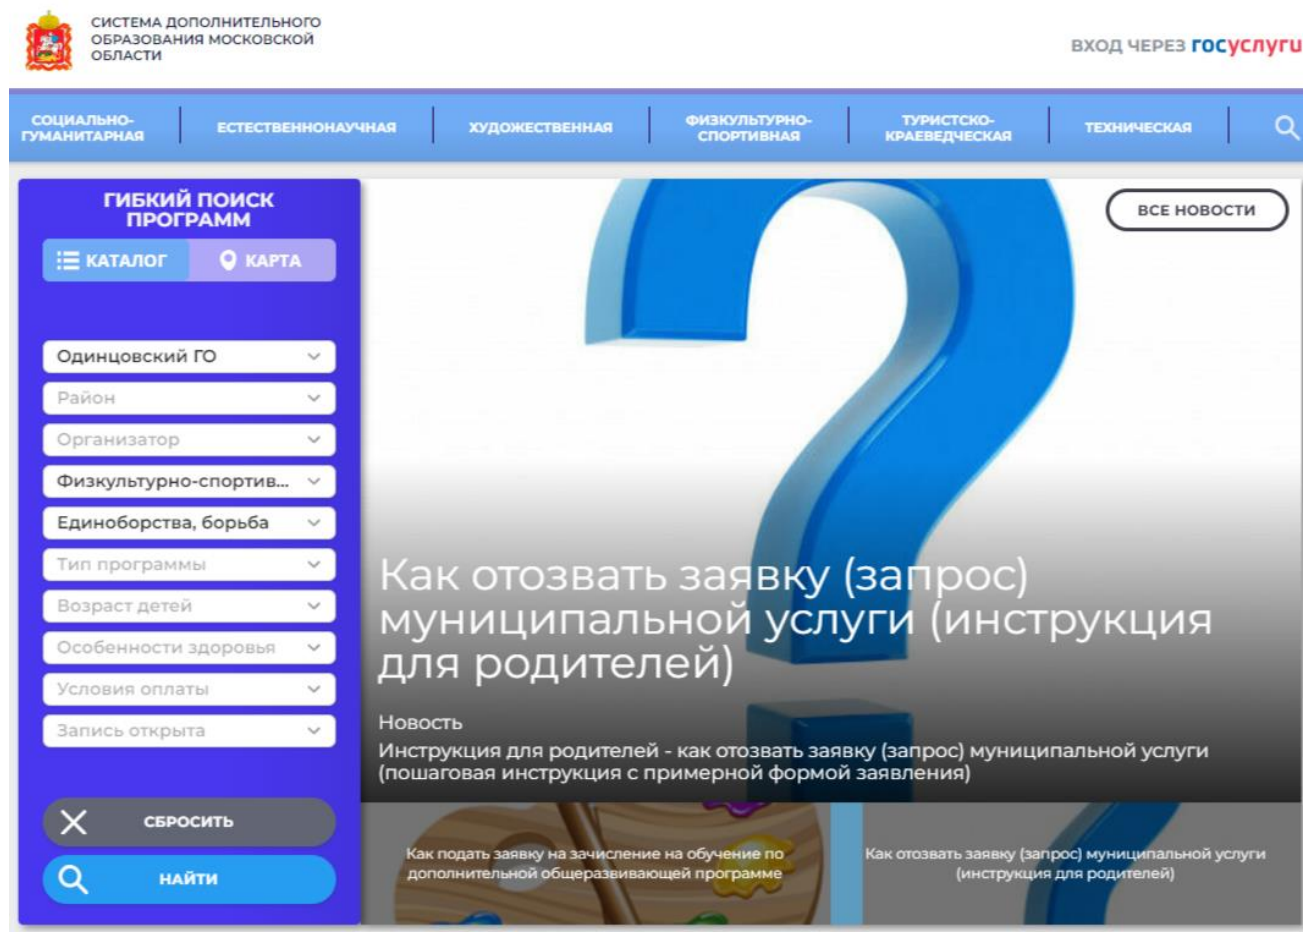 СИСТЕМА ДОПОЛНИТЕЛЬНОГО
ОБРАЗОВАНИЯ МОСКОВСКОЙ
ОБЛАСТИ
ВХОД ЧЕРЕЗ госуслуги
СОЦИАЛЬНО-
ГУМАНИТАРНАЯ
ЕСТЕСТВЕННОНАУЧНАЯ
ХУДОЖЕСТВЕННАЯ
ФИЗКУЛЬТУРНО-
СПОРТИВНАЯ
ТУРИСТСКО-
КРАЕВЕДЧЕСКАЯ
ТЕХНИЧЕСКАЯ
ГИБКИЙ ПОИСК
ПРОГРАММ
КАТАЛОГ
КАРТА
Одинцовский ГО
Район
Организатор
Физкультурно-спортив...
Единоборства, борьба
Тип программы
Возраст детей
Особенности здоровья
Условия оплаты
Запись открыта
СБРОСИТЬ
НАЙТИ
ВСЕ НОВОСТИ
Как отозвать заявку (запрос)
муниципальной услуги (инструкция
для родителей)
Новость
Инструкция для родителей - как отозвать заявку (запрос) муниципальной услуги
(пошаговая инструкция с примерной формой заявления)
Как подать заявку на зачисление на обучение по
дополнительной общеразвивающей программе
Как отозвать заявку (запрос) муниципальной услуги
(инструкция для родителей)